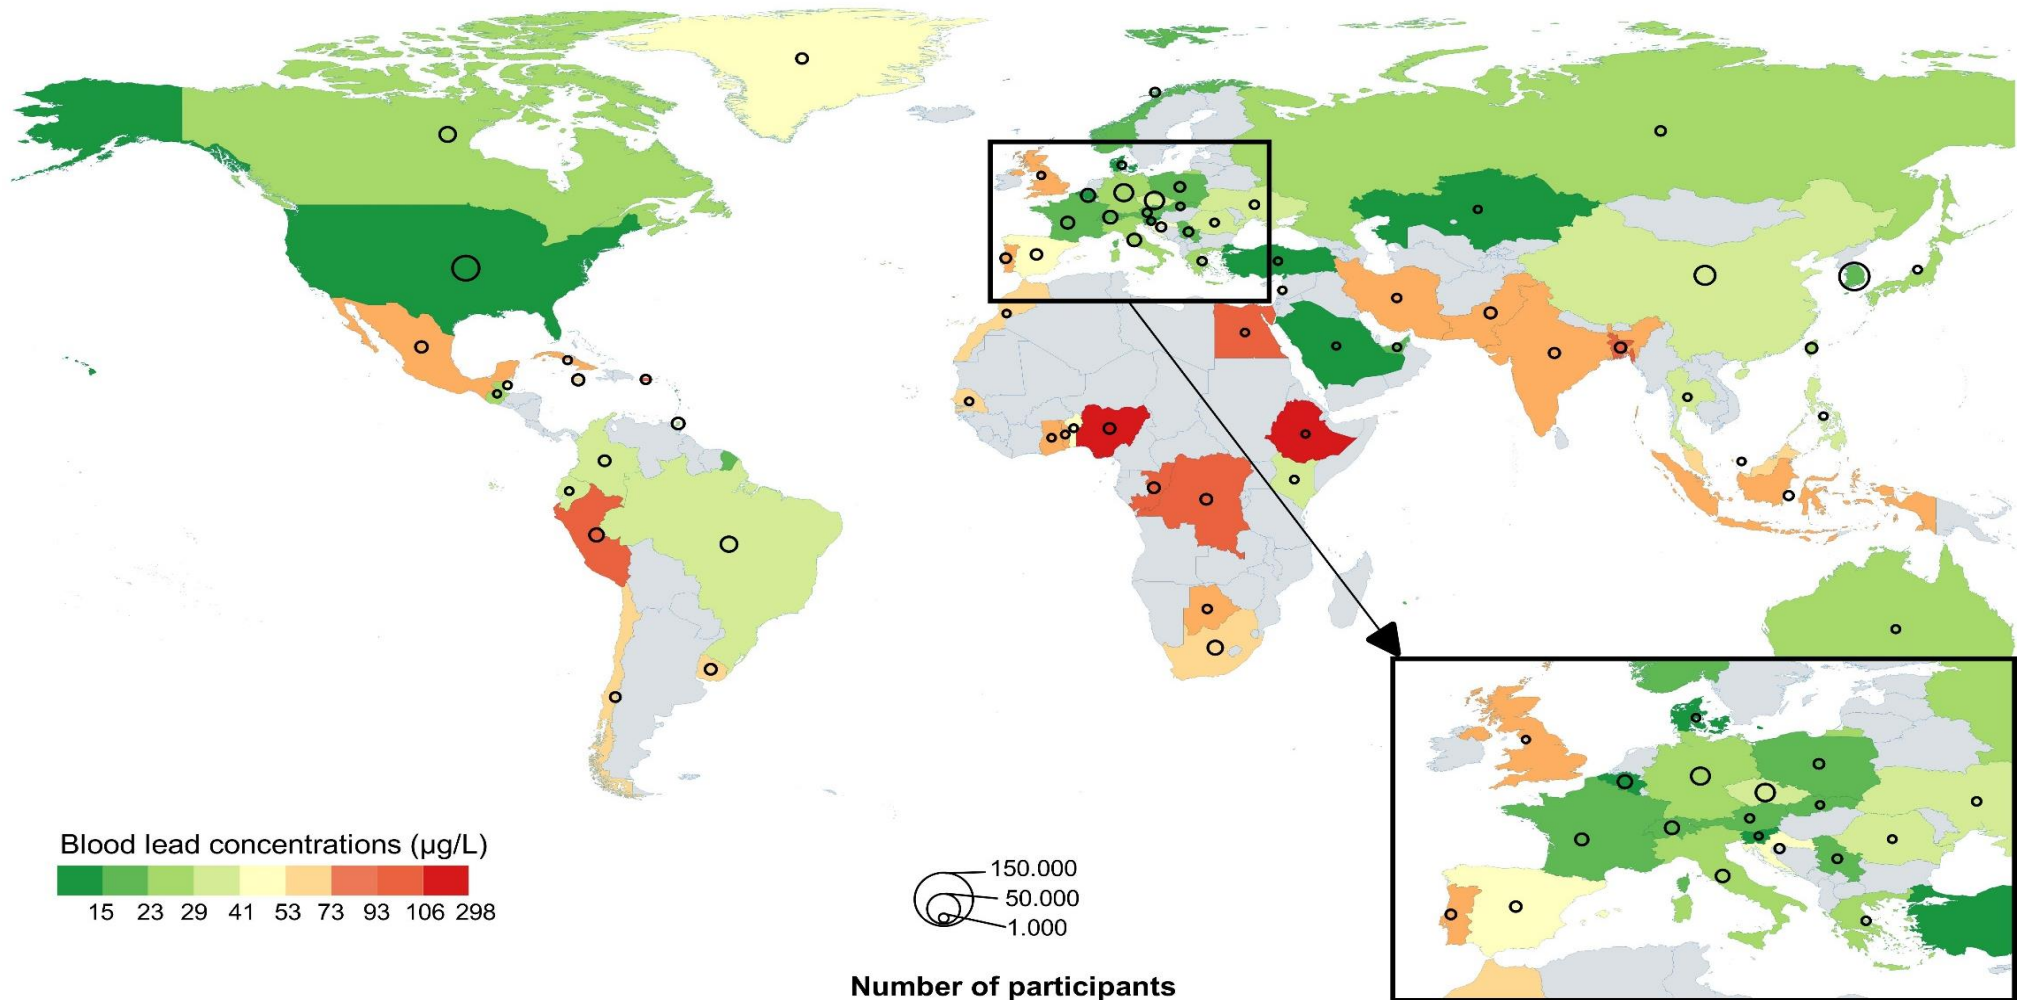 Blood lead concentrations (µg/L)
15 23 29 41 53 73 93 106 298
150.000
50.000
1.000
Number of participants